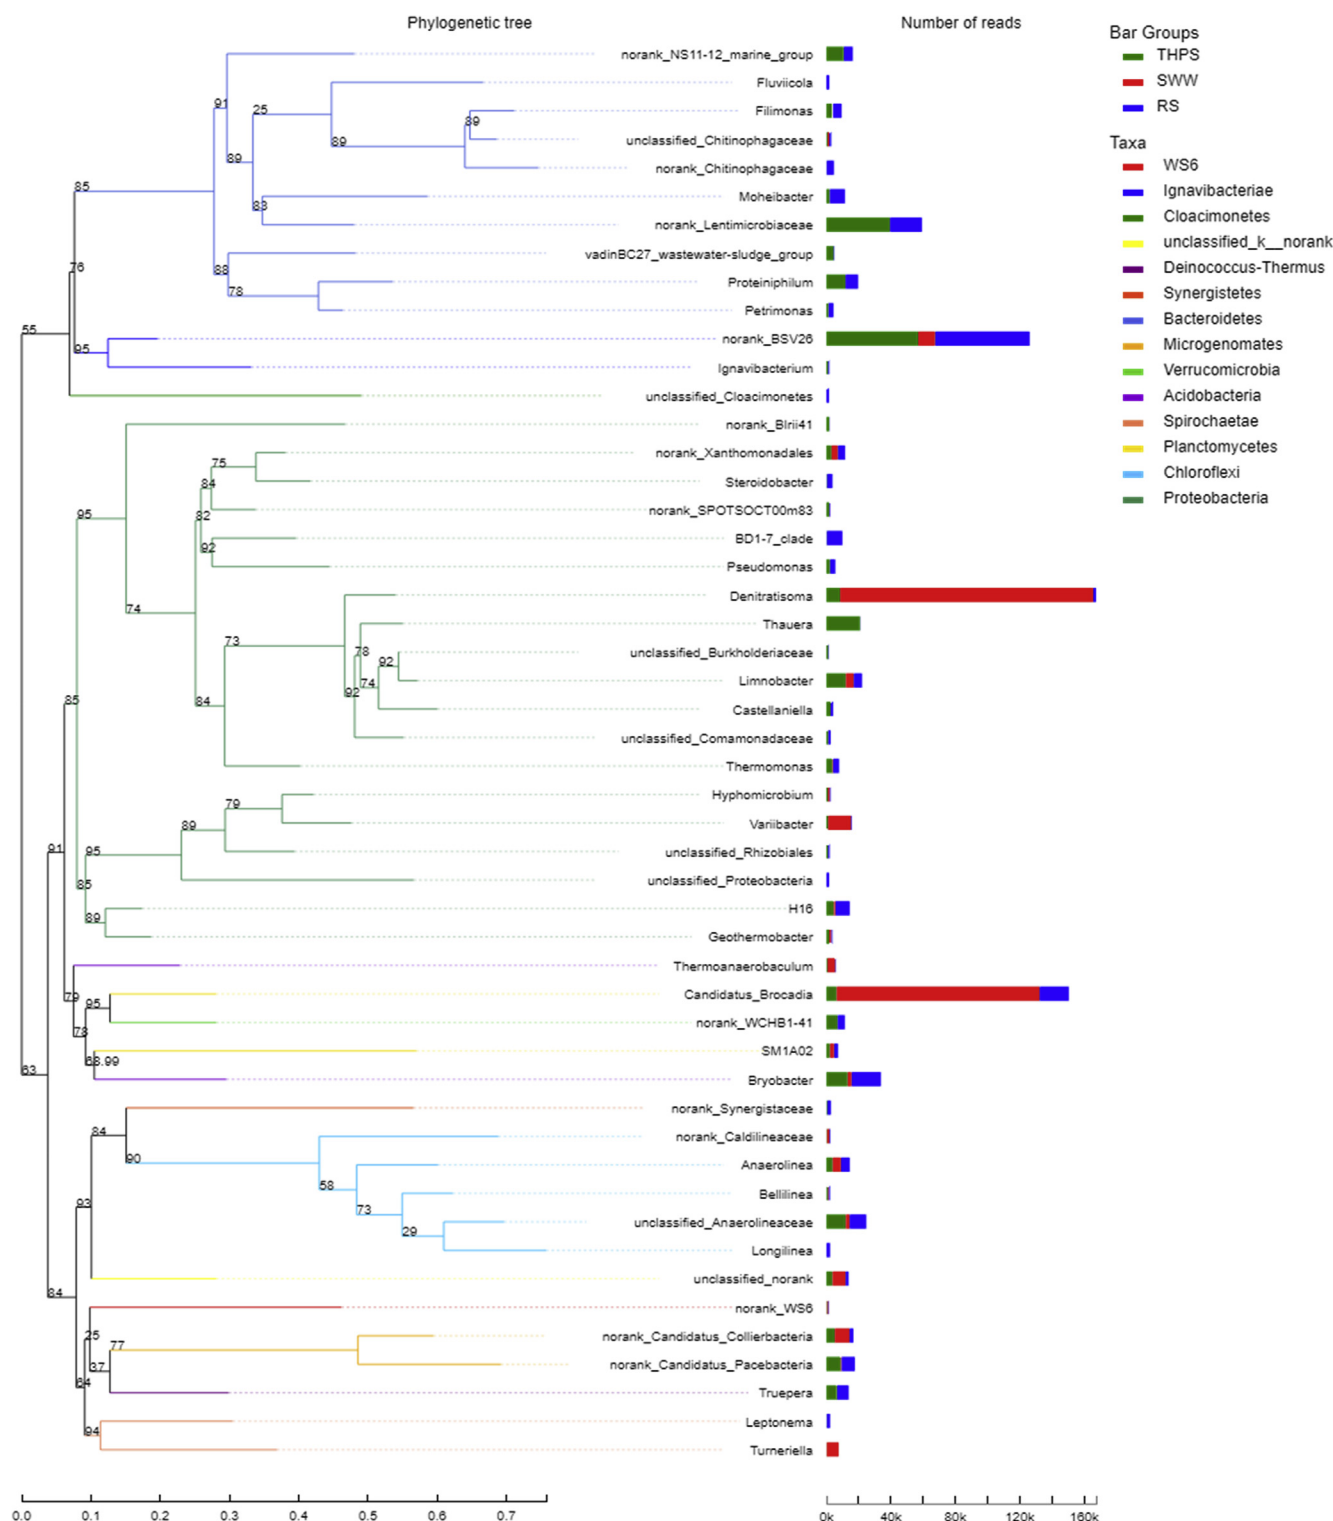 Phylogenetic tree
Number of reads
Bar Groups
THPS
SWW
RS
Taxa
WS6
Ignavibacteriae
Cloacimonetes
unclassified_k__norank
Deinococcus-Thermus
Synergistetes
Bacteroidetes
Microgenomates
Verrucomicrobia
Acidobacteria
Spirochaetae
Planctomycetes
Chloroflexi
Proteobacteria
norank_NS11-12_marine_group
Fluviicola
Filimonas
unclassified_Chitinophagaceae
norank_Chitinophagaceae
Moheibacter
norank_Lentimicrobiaceae
vadinBC27_wastewater-sludge_group
Proteiniphilum
Petrimonas
norank_BSV26
Ignavibacterium
unclassified_Cloacimonetes
norank_Blrii41
norank_Xanthomonadales
Steroidobacter
norank_SPOTSOCT00m83
BD1-7_clade
Pseudomonas
Denitratisoma
Thauera
unclassified_Burkholderiaceae
Limnobacter
Castellaniella
unclassified_Comamonadaceae
Thermomonas
Hyphomicrobium
Variibacter
unclassified_Rhizobiales
unclassified_Proteobacteria
H16
Geothermobacter
Thermoanaerobaculum
Candidatus_Brocadia
norank_WCHB1-41
SM1A02
Bryobacter
norank_Synergistaceae
norank_Caldilineaceae
Anaerolinea
Bellilinea
unclassified_Anaerolineaceae
Longilinea
unclassified_norank
norank_WS6
norank_Candidatus_Collierbacteria
norank_Candidatus_Pacebacteria
Truepera
Leptonema
Turneriella
91
25
89
89
89
85
83
76
88
78
55
95
75
84
82
95
92
74
73
78
92
74
92
84
85
79
89
91
95
85
89
79
95
78
68.99
63
84
90
58
93
73
29
84
25
77
37
64
94
0.0 0.1 0.2 0.3 0.4 0.5 0.6 0.7
0k 40k 80k 120k 160k